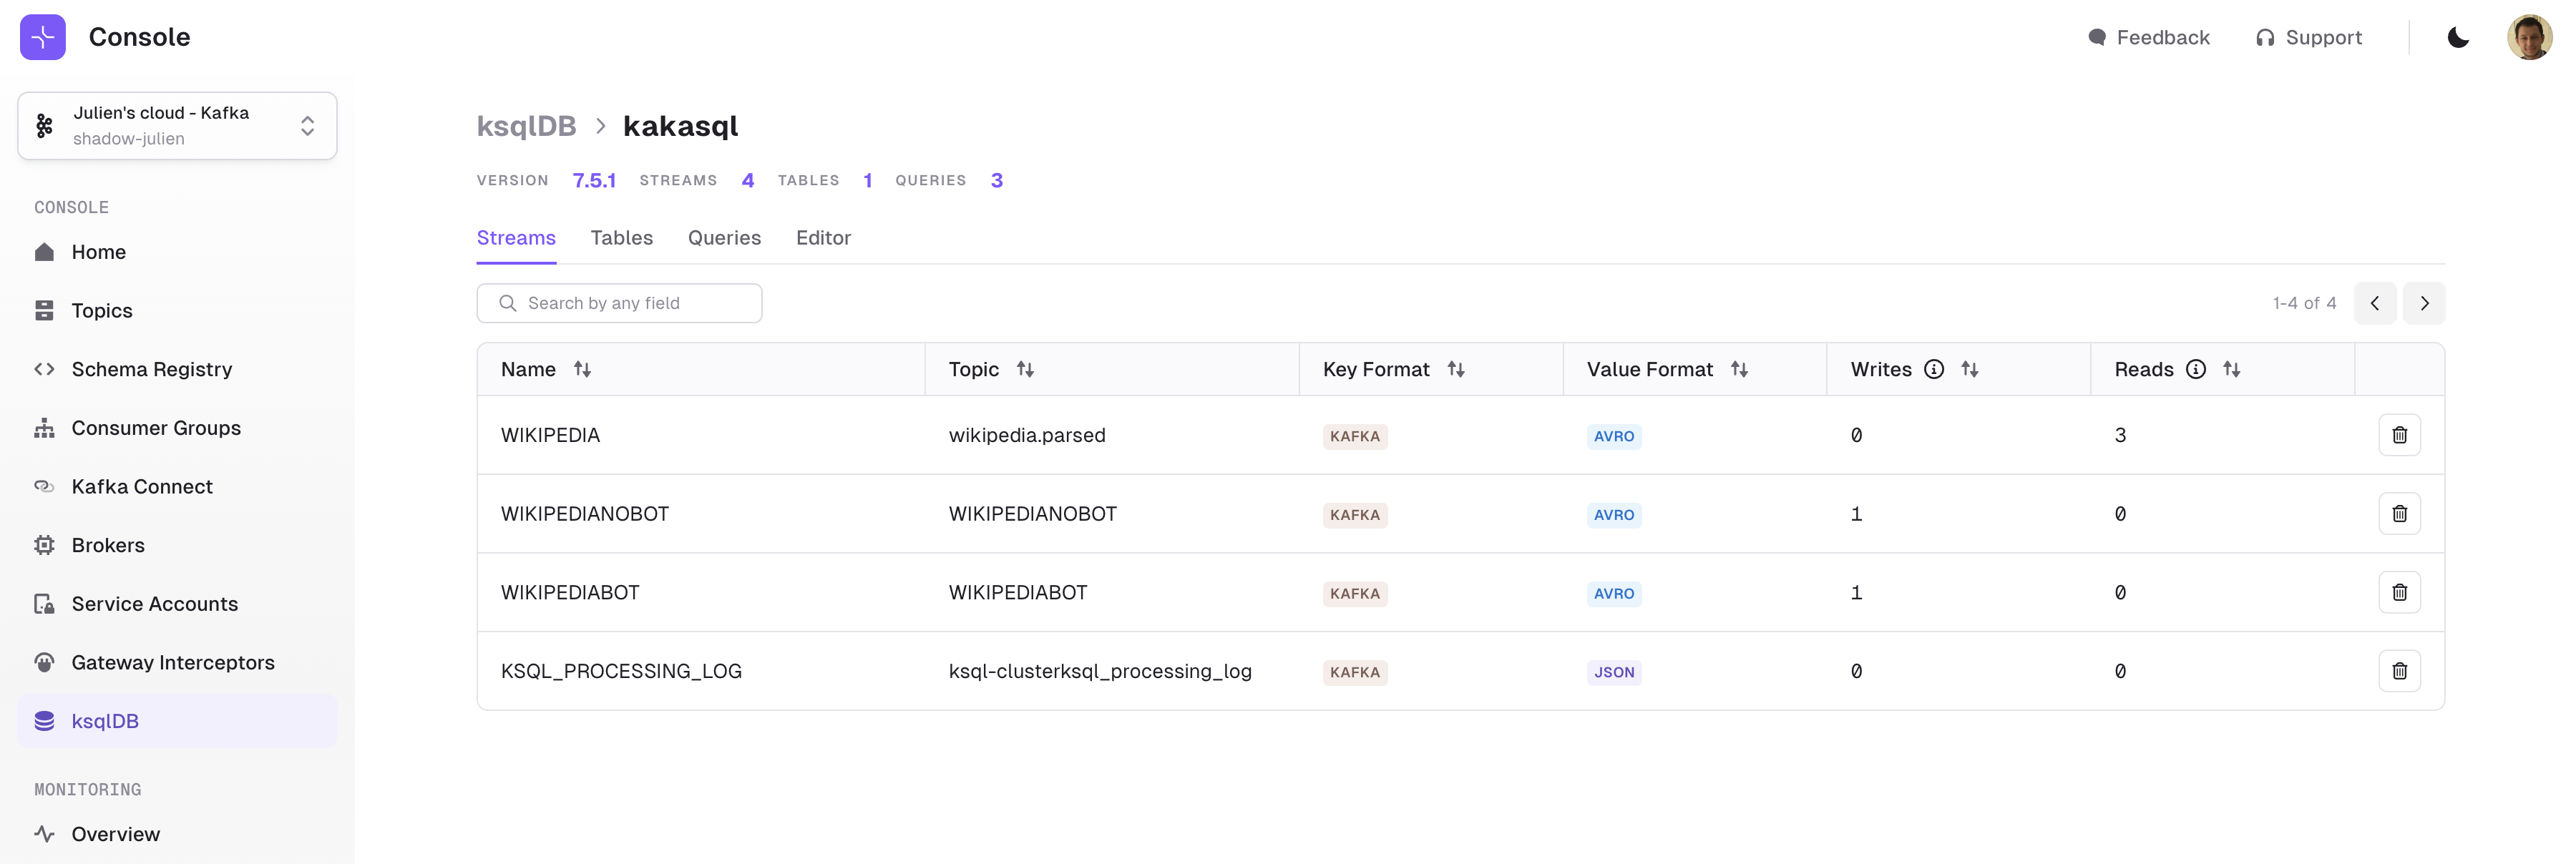 Console
Feedback Support
Julien's cloud - Kafka
shadow-julien
CONSOLE
Home
Topics
Schema Registry
Consumer Groups
Kafka Connect
Brokers
Service Accounts
Gateway Interceptors
ksqlDB
MONITORING
Overview
ksqlDB > kakasql
VERSION 7.5.1 STREAMS 4 TABLES 1 QUERIES 3
Streams Tables Queries Editor
Search by any field 1-4 of 4
Name Topic Key Format Value Format Writes Reads
WIKIPEDIA wikipedia.parsed KAFKA AVRO 0 3
WIKIPEDIANOBOT WIKIPEDIANOBOT KAFKA AVRO 1 0
WIKIPEDIABOT WIKIPEDIABOT KAFKA AVRO 1 0
KSQL_PROCESSING_LOG ksql-clusterksql_processing_log KAFKA JSON 0 0